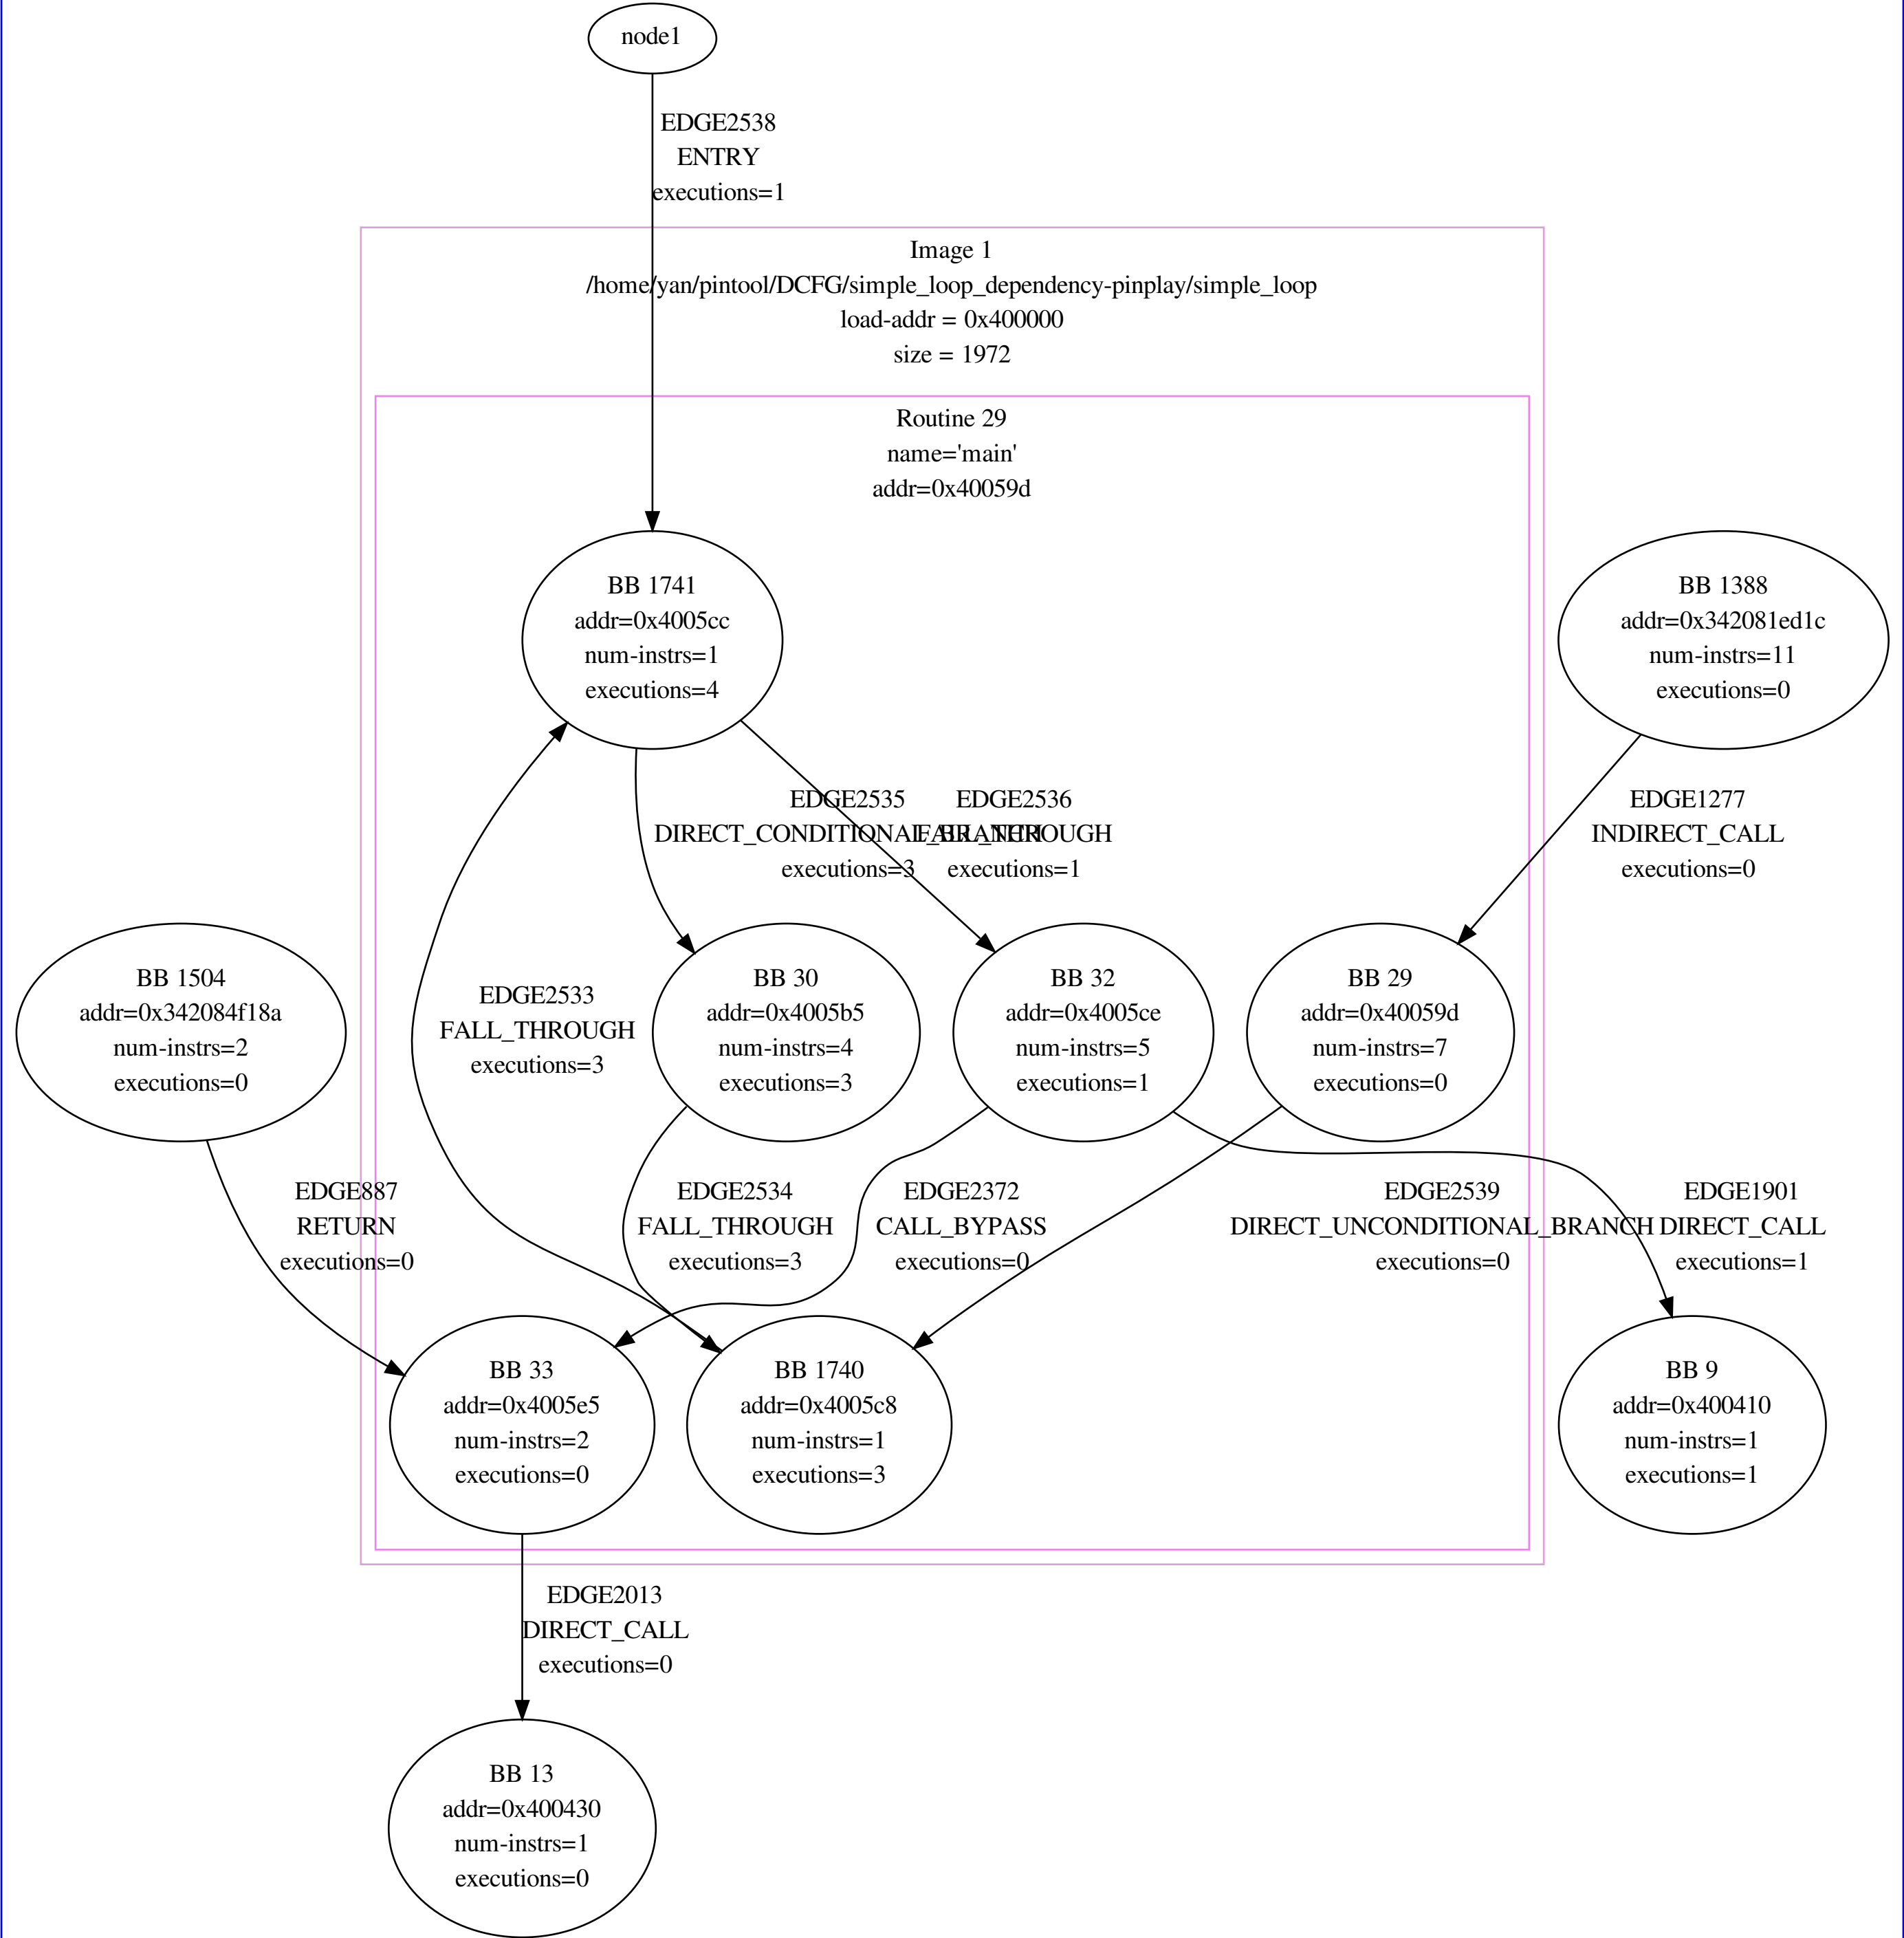 node1
EDGE2538
ENTRY
executions=1
Image 1
/home/yan/pintool/DCFG/simple_loop_dependency-pinplay/simple_loop
load-addr = 0x400000
size = 1972
Routine 29
name='main'
addr=0x40059d
BB 1741
addr=0x4005cc
num-instrs=1
executions=4
BB 1388
addr=0x342081ed1c
num-instrs=11
executions=0
EDGE2535
DIRECT_CONDITIONAL_BRANCH
executions=3
EDGE2536
FALL_THROUGH
executions=1
EDGE1277
INDIRECT_CALL
executions=0
BB 1504
addr=0x342084f18a
num-instrs=2
executions=0
EDGE2533
FALL_THROUGH
executions=3
BB 30
addr=0x4005b5
num-instrs=4
executions=3
BB 32
addr=0x4005ce
num-instrs=5
executions=1
BB 29
addr=0x40059d
num-instrs=7
executions=0
EDGE887
RETURN
executions=0
EDGE2534
FALL_THROUGH
executions=3
EDGE2372
CALL_BYPASS
executions=0
EDGE2539
DIRECT_UNCONDITIONAL_BRANCH
executions=0
EDGE1901
DIRECT_CALL
executions=1
BB 33
addr=0x4005e5
num-instrs=2
executions=0
BB 1740
addr=0x4005c8
num-instrs=1
executions=3
BB 9
addr=0x400410
num-instrs=1
executions=1
EDGE2013
DIRECT_CALL
executions=0
BB 13
addr=0x400430
num-instrs=1
executions=0